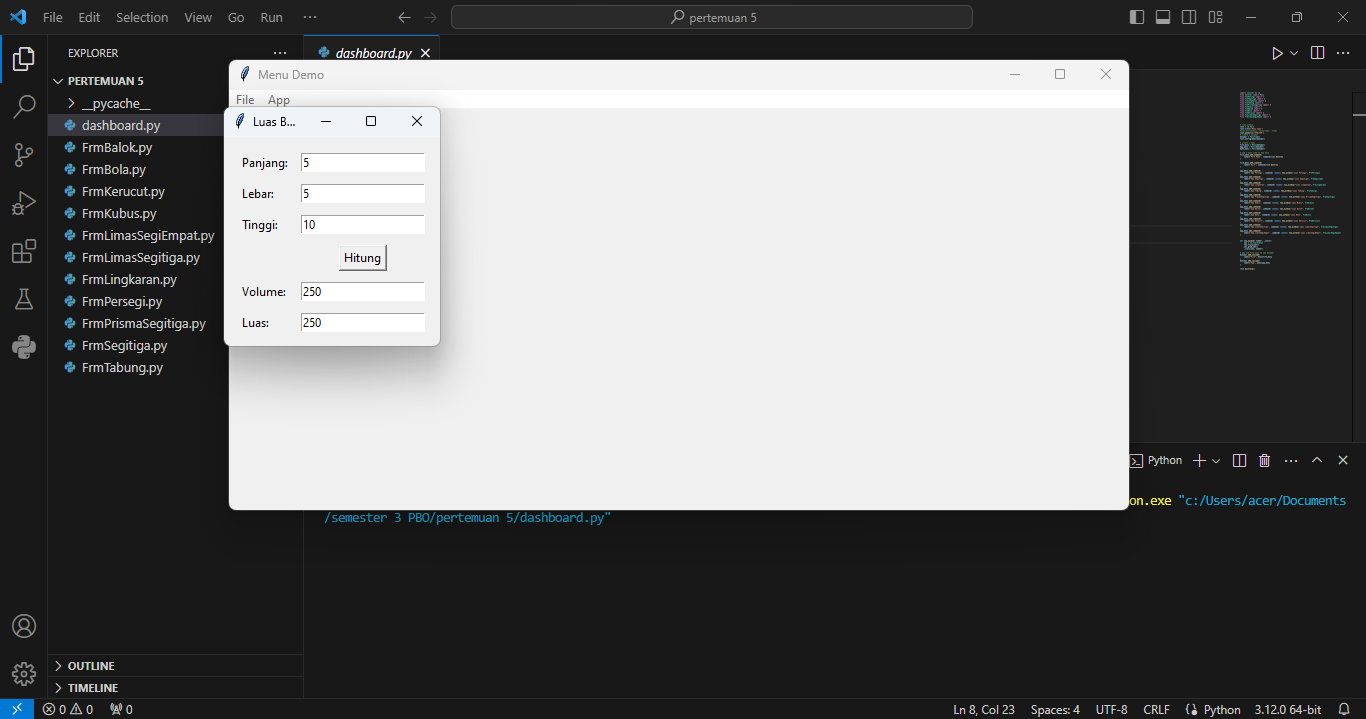 File Edit Selection View Go Run ···
pertemuan 5
EXPLORER
dashboard.py
PERTEMUAN 5
__pycache__
dashboard.py
FrmBalok.py
FrmBola.py
FrmKerucut.py
FrmKubus.py
FrmLimasSegiEmpat.py
FrmLimasSegitiga.py
FrmLingkaran.py
FrmPersegi.py
FrmPrismaSegitiga.py
FrmSegitiga.py
FrmTabung.py
OUTLINE
TIMELINE
Menu Demo
File App
Luas B...
Panjang: 5
Lebar: 5
Tinggi: 10
Hitung
Volume: 250
Luas: 250
Python
on.exe "c:/Users/acer/Documents
/semester 3 PBO/pertemuan 5/dashboard.py"
0 0 0 Ln 8, Col 23 Spaces: 4 UTF-8 CRLF Python 3.12.0 64-bit